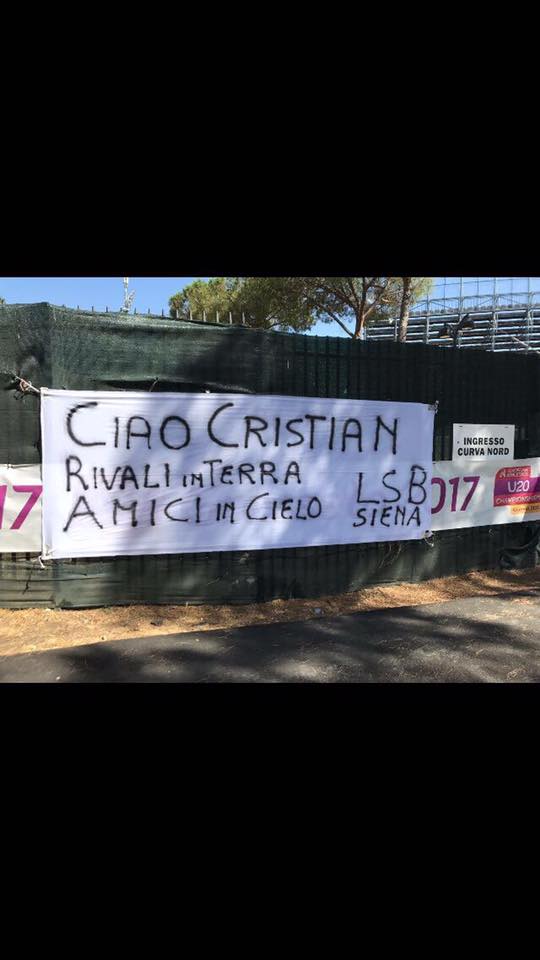 CIAO CRISTIAN
RIVALI IN TERRA
AMICI IN CIELO
LSB
SIENA
INGRESSO
CURVA NORD
17
017
U20
CHAMPIONSHIPS